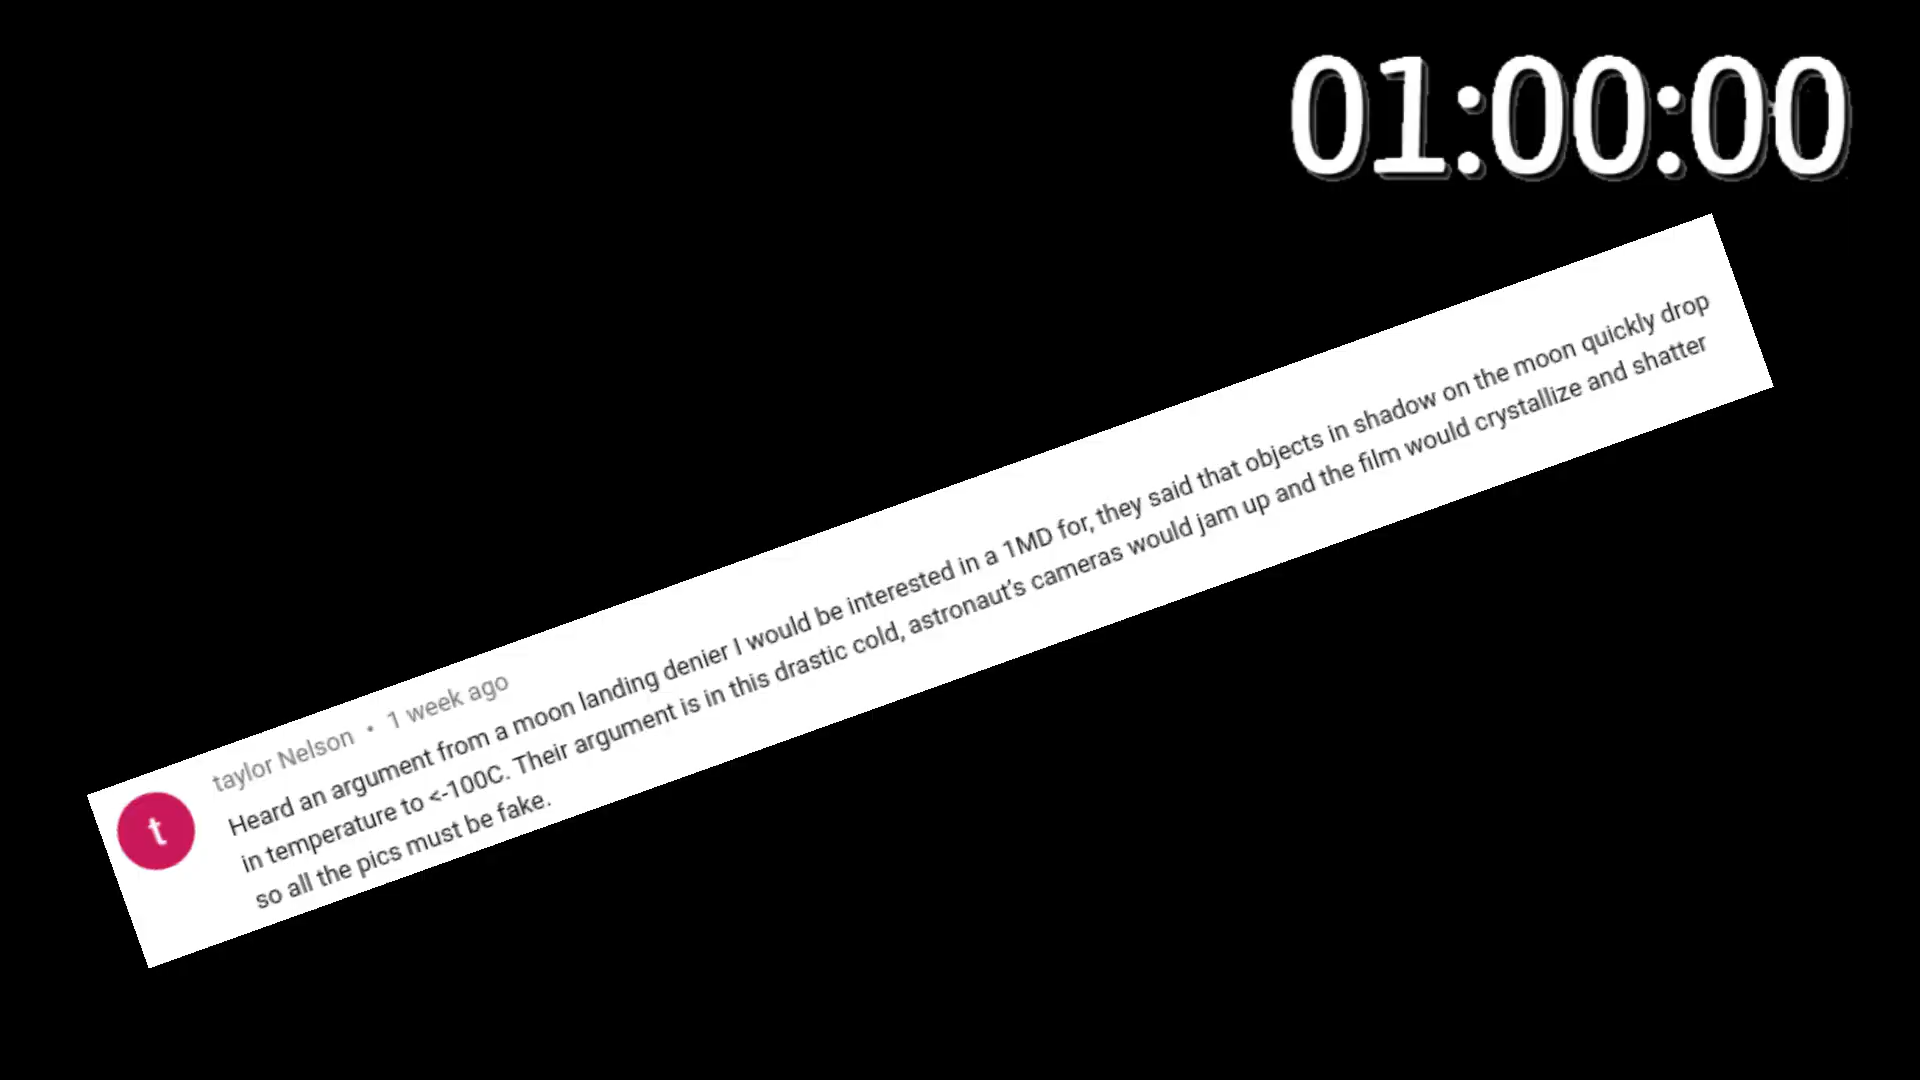 01:00:00
taylor Nelson • 1 week ago
t
Heard an argument from a moon landing denier I would be interested in a 1MD for, they said that objects in shadow on the moon quickly drop
in temperature to <-100C. Their argument is in this drastic cold, astronaut's cameras would jam up and the film would crystallize and shatter
so all the pics must be fake.